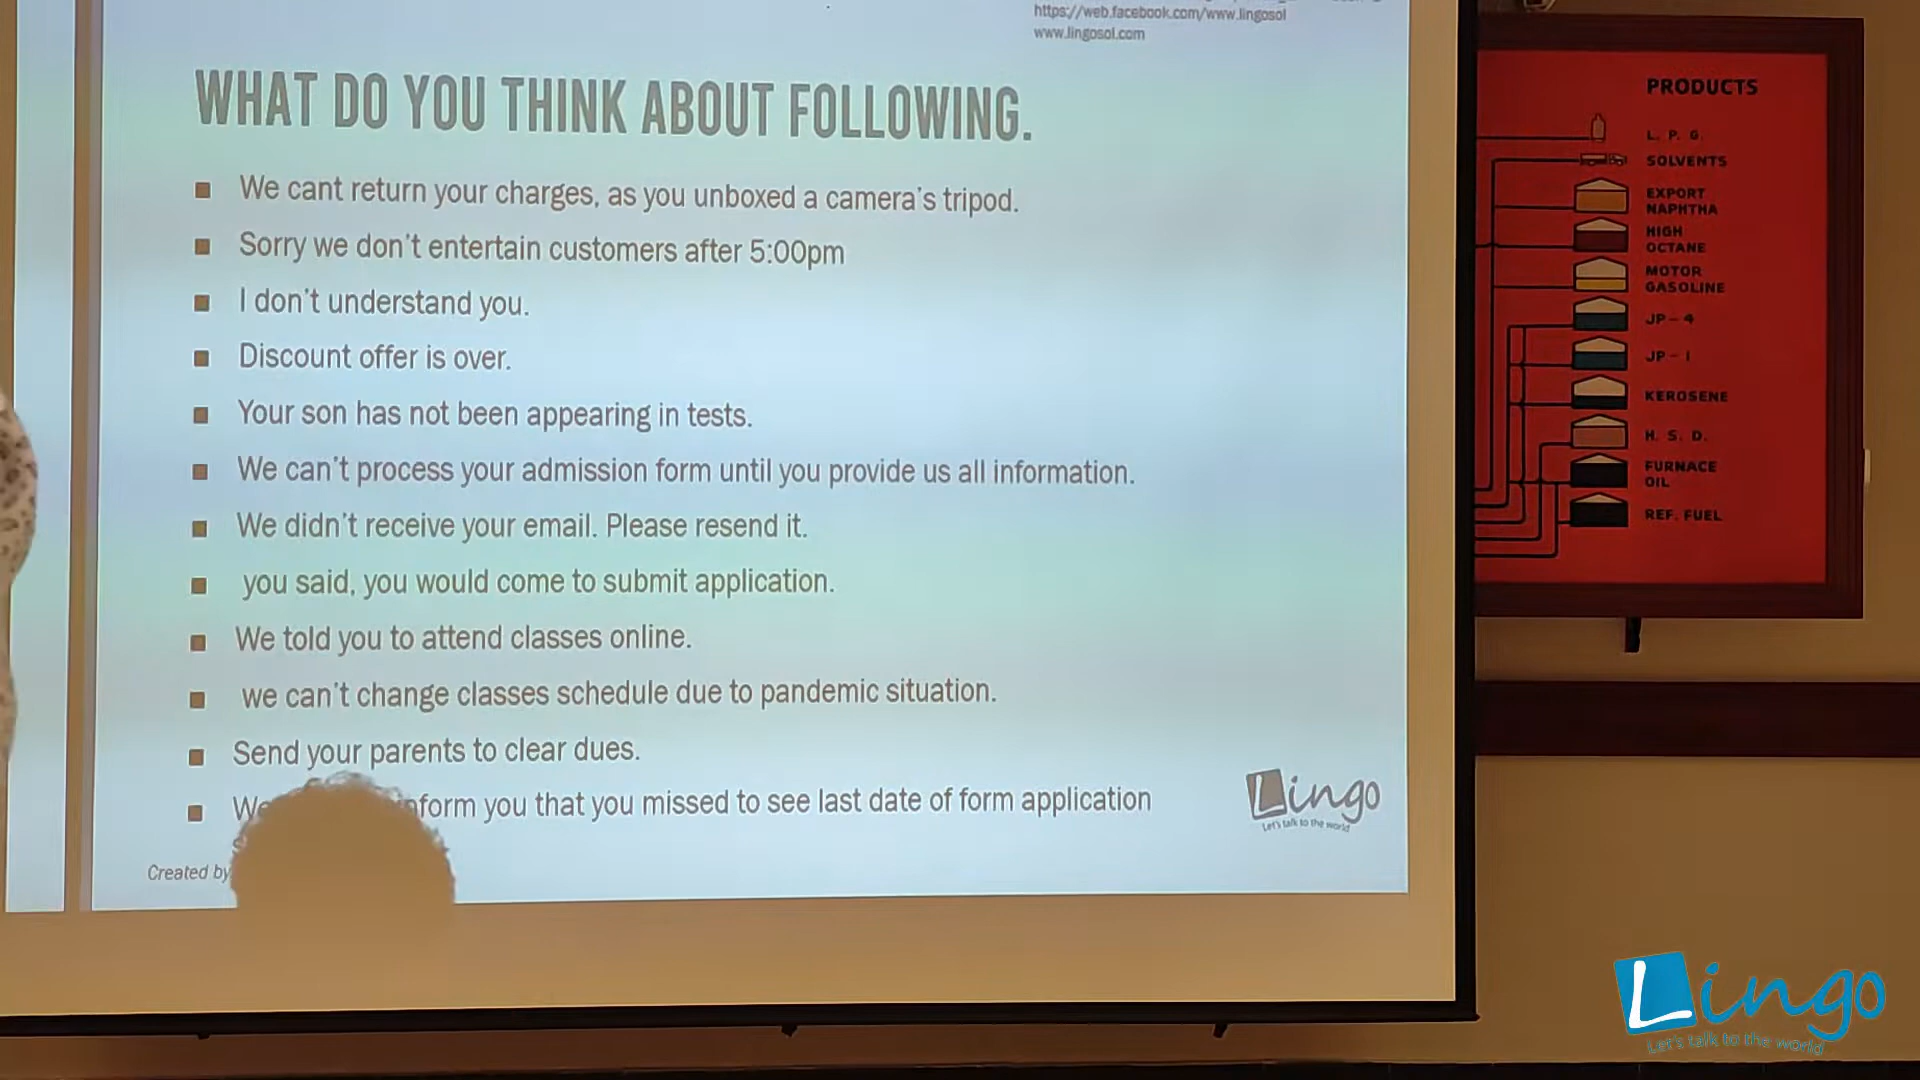 https://web.facebook.com/www.lingosol
www.lingosol.com
WHAT DO YOU THINK ABOUT FOLLOWING.
We cant return your charges, as you unboxed a camera's tripod.
Sorry we don't entertain customers after 5:00pm
I don't understand you.
Discount offer is over.
Your son has not been appearing in tests.
We can't process your admission form until you provide us all information.
We didn't receive your email. Please resend it.
you said, you would come to submit application.
We told you to attend classes online.
we can't change classes schedule due to pandemic situation.
Send your parents to clear dues.
We you that you missed to see last date of form application
Created by
Lingo
Let's talk to the world
PRODUCTS
L. P. G.
SOLVENTS
EXPORT
NAPHTHA
HIGH
OCTANE
MOTOR
GASOLINE
JP-4
JP-1
KEROSENE
H. S. D.
FURNACE
OIL
REF. FUEL
Lingo
Let's talk to the world